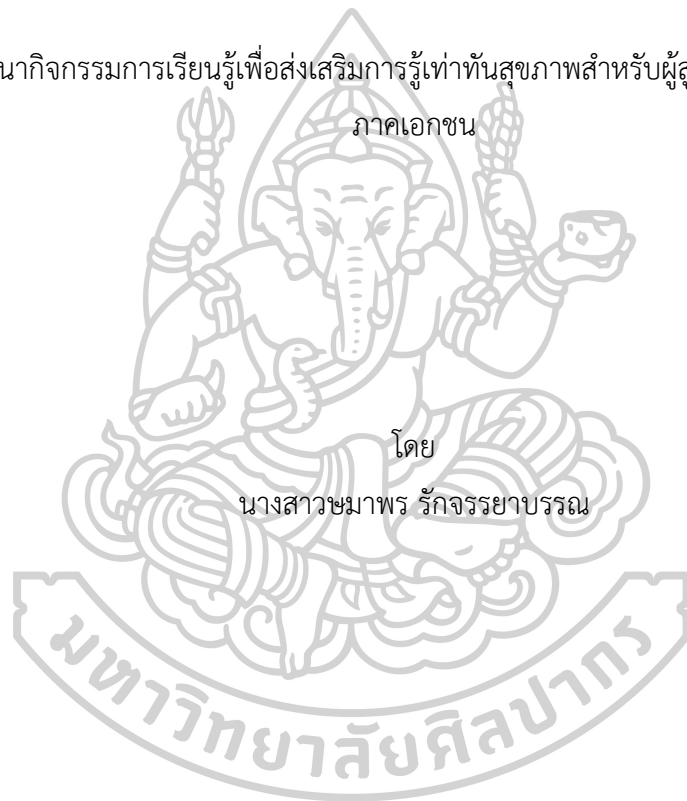 นากิจกรรมการเรียนรู้เพื่อส่งเสริมการรู้เท่าทันสุขภาพสำหรับผู้สู
ภาคเอกชน
โดย
นางสาวษมาพร รักจรรยาบรรณ
มหาวิทยาลัยศิลปากร